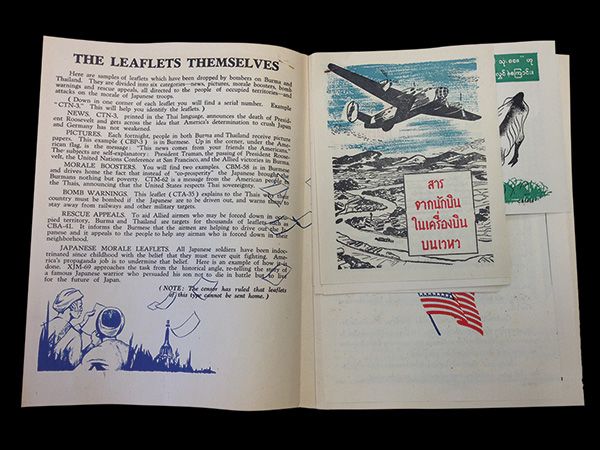 THE LEAFLETS THEMSELVES
Here are samples of leaflets which have been dropped by bombers on Burma and
Thailand. They are divided into six categories—news, pictures, morale boosters, bomb
warnings and rescue appeals, all directed to the people of occupied territories—and
attacks on the morale of Japanese troops.
( Down in one corner of each leaflet you will find a serial number. Example
"CTN-3." This will help you identify the leaflets. )
NEWS. CTN-3, printed in the Thai language, announces the death of Presid-
ent Roosevelt and gets across the idea that America's determination to crush Japan
and Germany has not weakened.
PICTURES. Each fortnight, people in both Burma and Thailand receive picture
papers. This example ( CBP-3 ) is in Burmese. Up in the corner, under the Ame-
rican flag, is the message: "This news comes from your friends the Americans."
The subjects are self-explanatory: President Truman, the passing of President Roose-
velt, the United Nations Conference at San Francisco, and the Allied victories in Burma.
MORALE BOOSTERS. You will find two examples. CBM-58 is in Burmese
and drives home the fact that instead of "co-prosperity" the Japanese brought the
Burmans nothing but poverty. CTM-62 is a message from the American people to
the Thais, announcing that the United States respects Thai sovereignty.
BOMB WARNINGS. This leaflet ( CTA-35 ) explains to the Thais why their
country must be bombed if the Japanese are to be driven out, and warns them to
stay away from railways and other military targets.
RESCUE APPEALS. To aid Allied airmen who may be forced down in occu-
pied territory, Burma and Thailand are targets for thousands of leaflets such as
CBA-41. It informs the Burmese that the airmen are helping to drive out the Ja-
panese and it appeals to the people to help any airman who is forced down in their
neighborhood.
JAPANESE MORALE LEAFLETS. All Japanese soldiers have been indoc-
trinated since childhood with the belief that they must never quit fighting. Ame-
rica's propaganda job is to undermine that belief. Here is an example of how it is
done. XJM-69 approaches the task from the historical angle, re-telling the story of
a famous Japanese warrior who persuaded his son not to die in battle but to live
for the future of Japan.
(NOTE: The censor has ruled that leaflets
of this type cannot be sent home. )
สาร
จากนักบิน
ในเครื่องบิน
บนเวหา